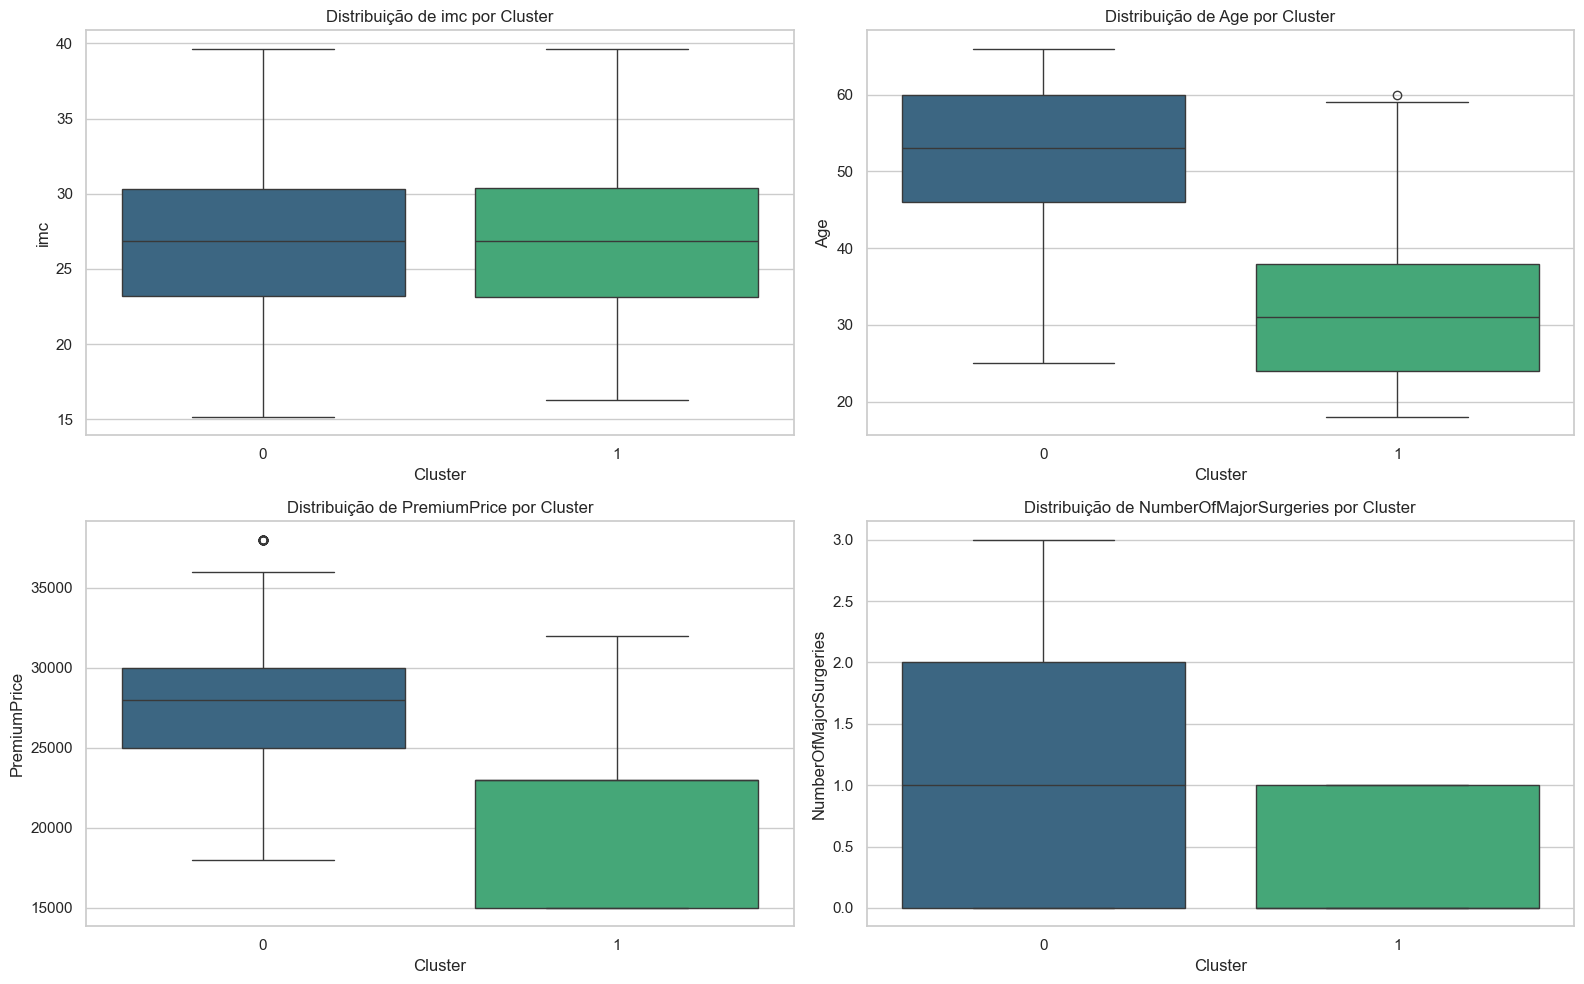 Distribuição de imc por Cluster
40
35
30
25
20
15
imc
0
1
Cluster
Distribuição de Age por Cluster
60
50
40
30
20
Age
0
1
Cluster
Distribuição de PremiumPrice por Cluster
35000
30000
25000
20000
15000
PremiumPrice
0
1
Cluster
Distribuição de NumberOfMajorSurgeries por Cluster
3.0
2.5
2.0
1.5
1.0
0.5
0.0
NumberOfMajorSurgeries
0
1
Cluster